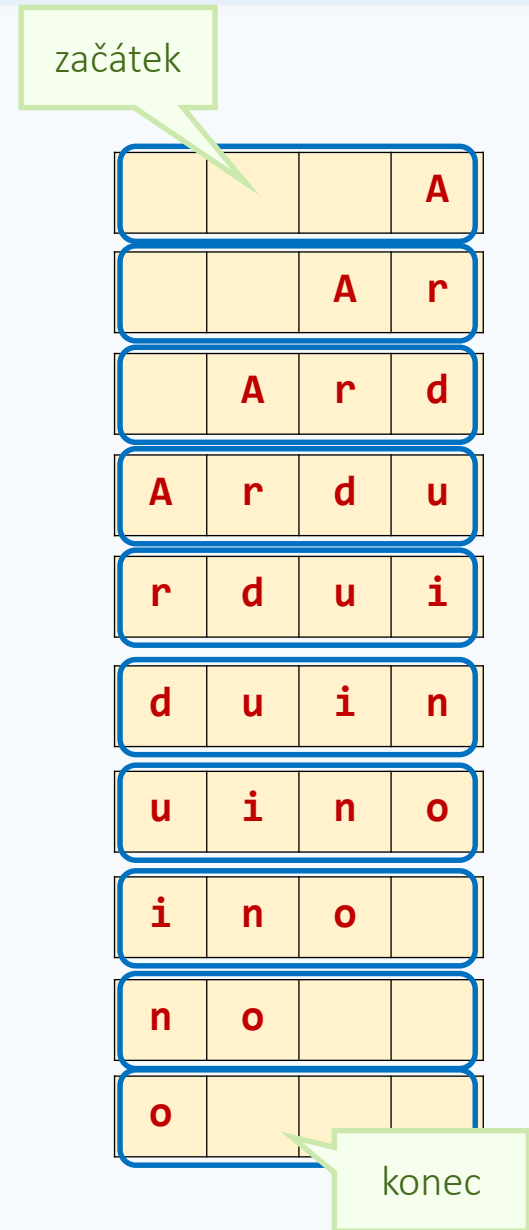 začátek
A
A r
A r d
A r d u
r d u i
d u i n
u i n o
i n o
n o
o
konec